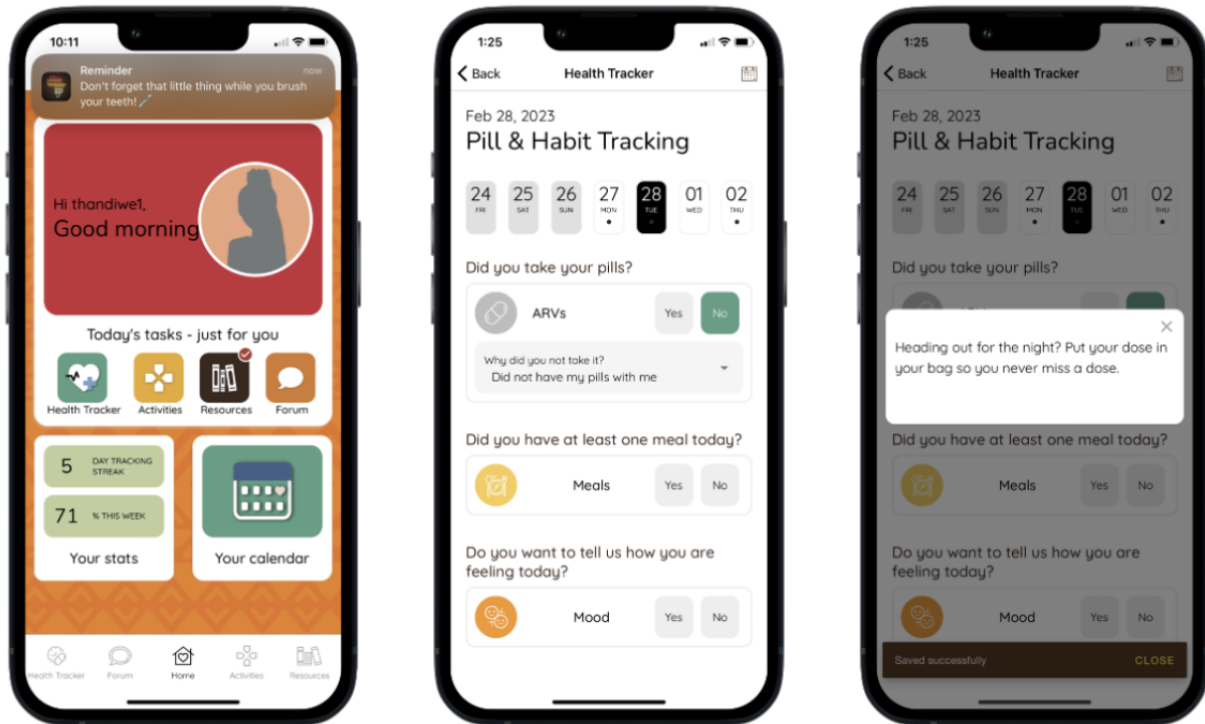 10:11
Reminder
now
Don't forget that little thing while you brush
your teeth!
Hi thandiwe1,
Good morning
Today's tasks - just for you
Health Tracker
Activities
Resources
Forum
5
DAY TRACKING
STREAK
71
% THIS WEEK
Your stats
Your calendar
Health Tracker
Forum
Home
Activities
Resources
1:25
Back
Health Tracker
Feb 28, 2023
Pill & Habit Tracking
24 25 26 27 28 01 02
FRI SAT SUN MON TUE WED THU
Did you take your pills?
ARVs
Yes
No
Why did you not take it?
Did not have my pills with me
Did you have at least one meal today?
Meals
Yes
No
Do you want to tell us how you are
feeling today?
Mood
Yes
No
1:25
Back
Health Tracker
Feb 28, 2023
Pill & Habit Tracking
24 25 26 27 28 01 02
FRI SAT SUN MON TUE WED THU
Did you take your pills?
Heading out for the night? Put your dose in
your bag so you never miss a dose.
Did you have at least one meal today?
Meals
Yes
No
Do you want to tell us how you are
feeling today?
Mood
Yes
No
Saved successfully
CLOSE